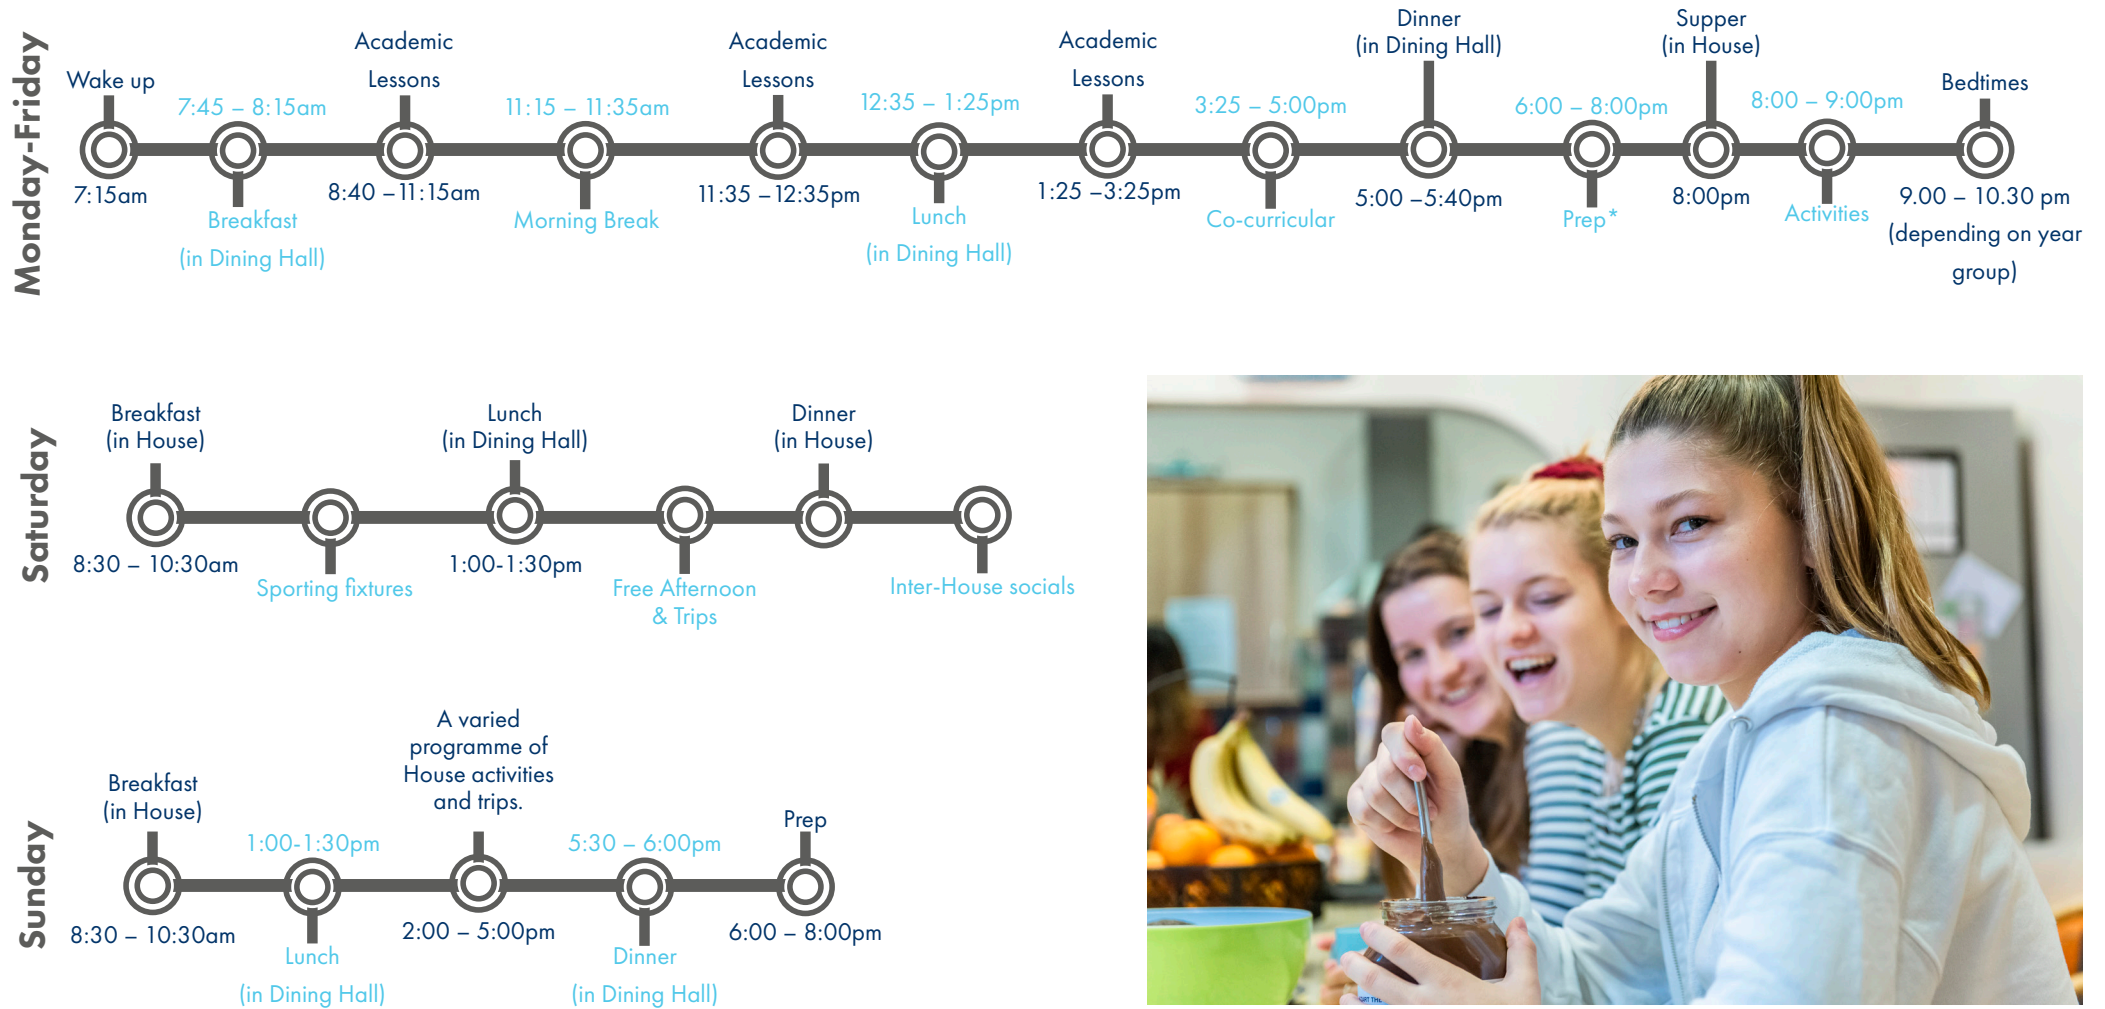 Monday-Friday
Wake up
7:15am
7:45 – 8:15am
Breakfast
(in Dining Hall)
Academic
Lessons
8:40 –11:15am
11:15 – 11:35am
Morning Break
Academic
Lessons
11:35 –12:35pm
12:35 – 1:25pm
Lunch
(in Dining Hall)
Academic
Lessons
1:25 –3:25pm
3:25 – 5:00pm
Co-curricular
Dinner
(in Dining Hall)
5:00 –5:40pm
6:00 – 8:00pm
Prep*
Supper
(in House)
8:00pm
8:00 – 9:00pm
Activities
Bedtimes
9.00 – 10.30 pm
(depending on year
group)
Saturday
Breakfast
(in House)
8:30 – 10:30am
Sporting fixtures
Lunch
(in Dining Hall)
1:00-1:30pm
Free Afternoon
& Trips
Dinner
(in House)
Inter-House socials
Sunday
Breakfast
(in House)
8:30 – 10:30am
1:00-1:30pm
Lunch
(in Dining Hall)
A varied
programme of
House activities
and trips.
2:00 – 5:00pm
5:30 – 6:00pm
Dinner
(in Dining Hall)
Prep
6:00 – 8:00pm